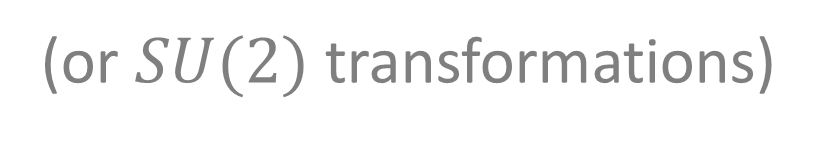 (or 𝑆𝑈(2) transformations)